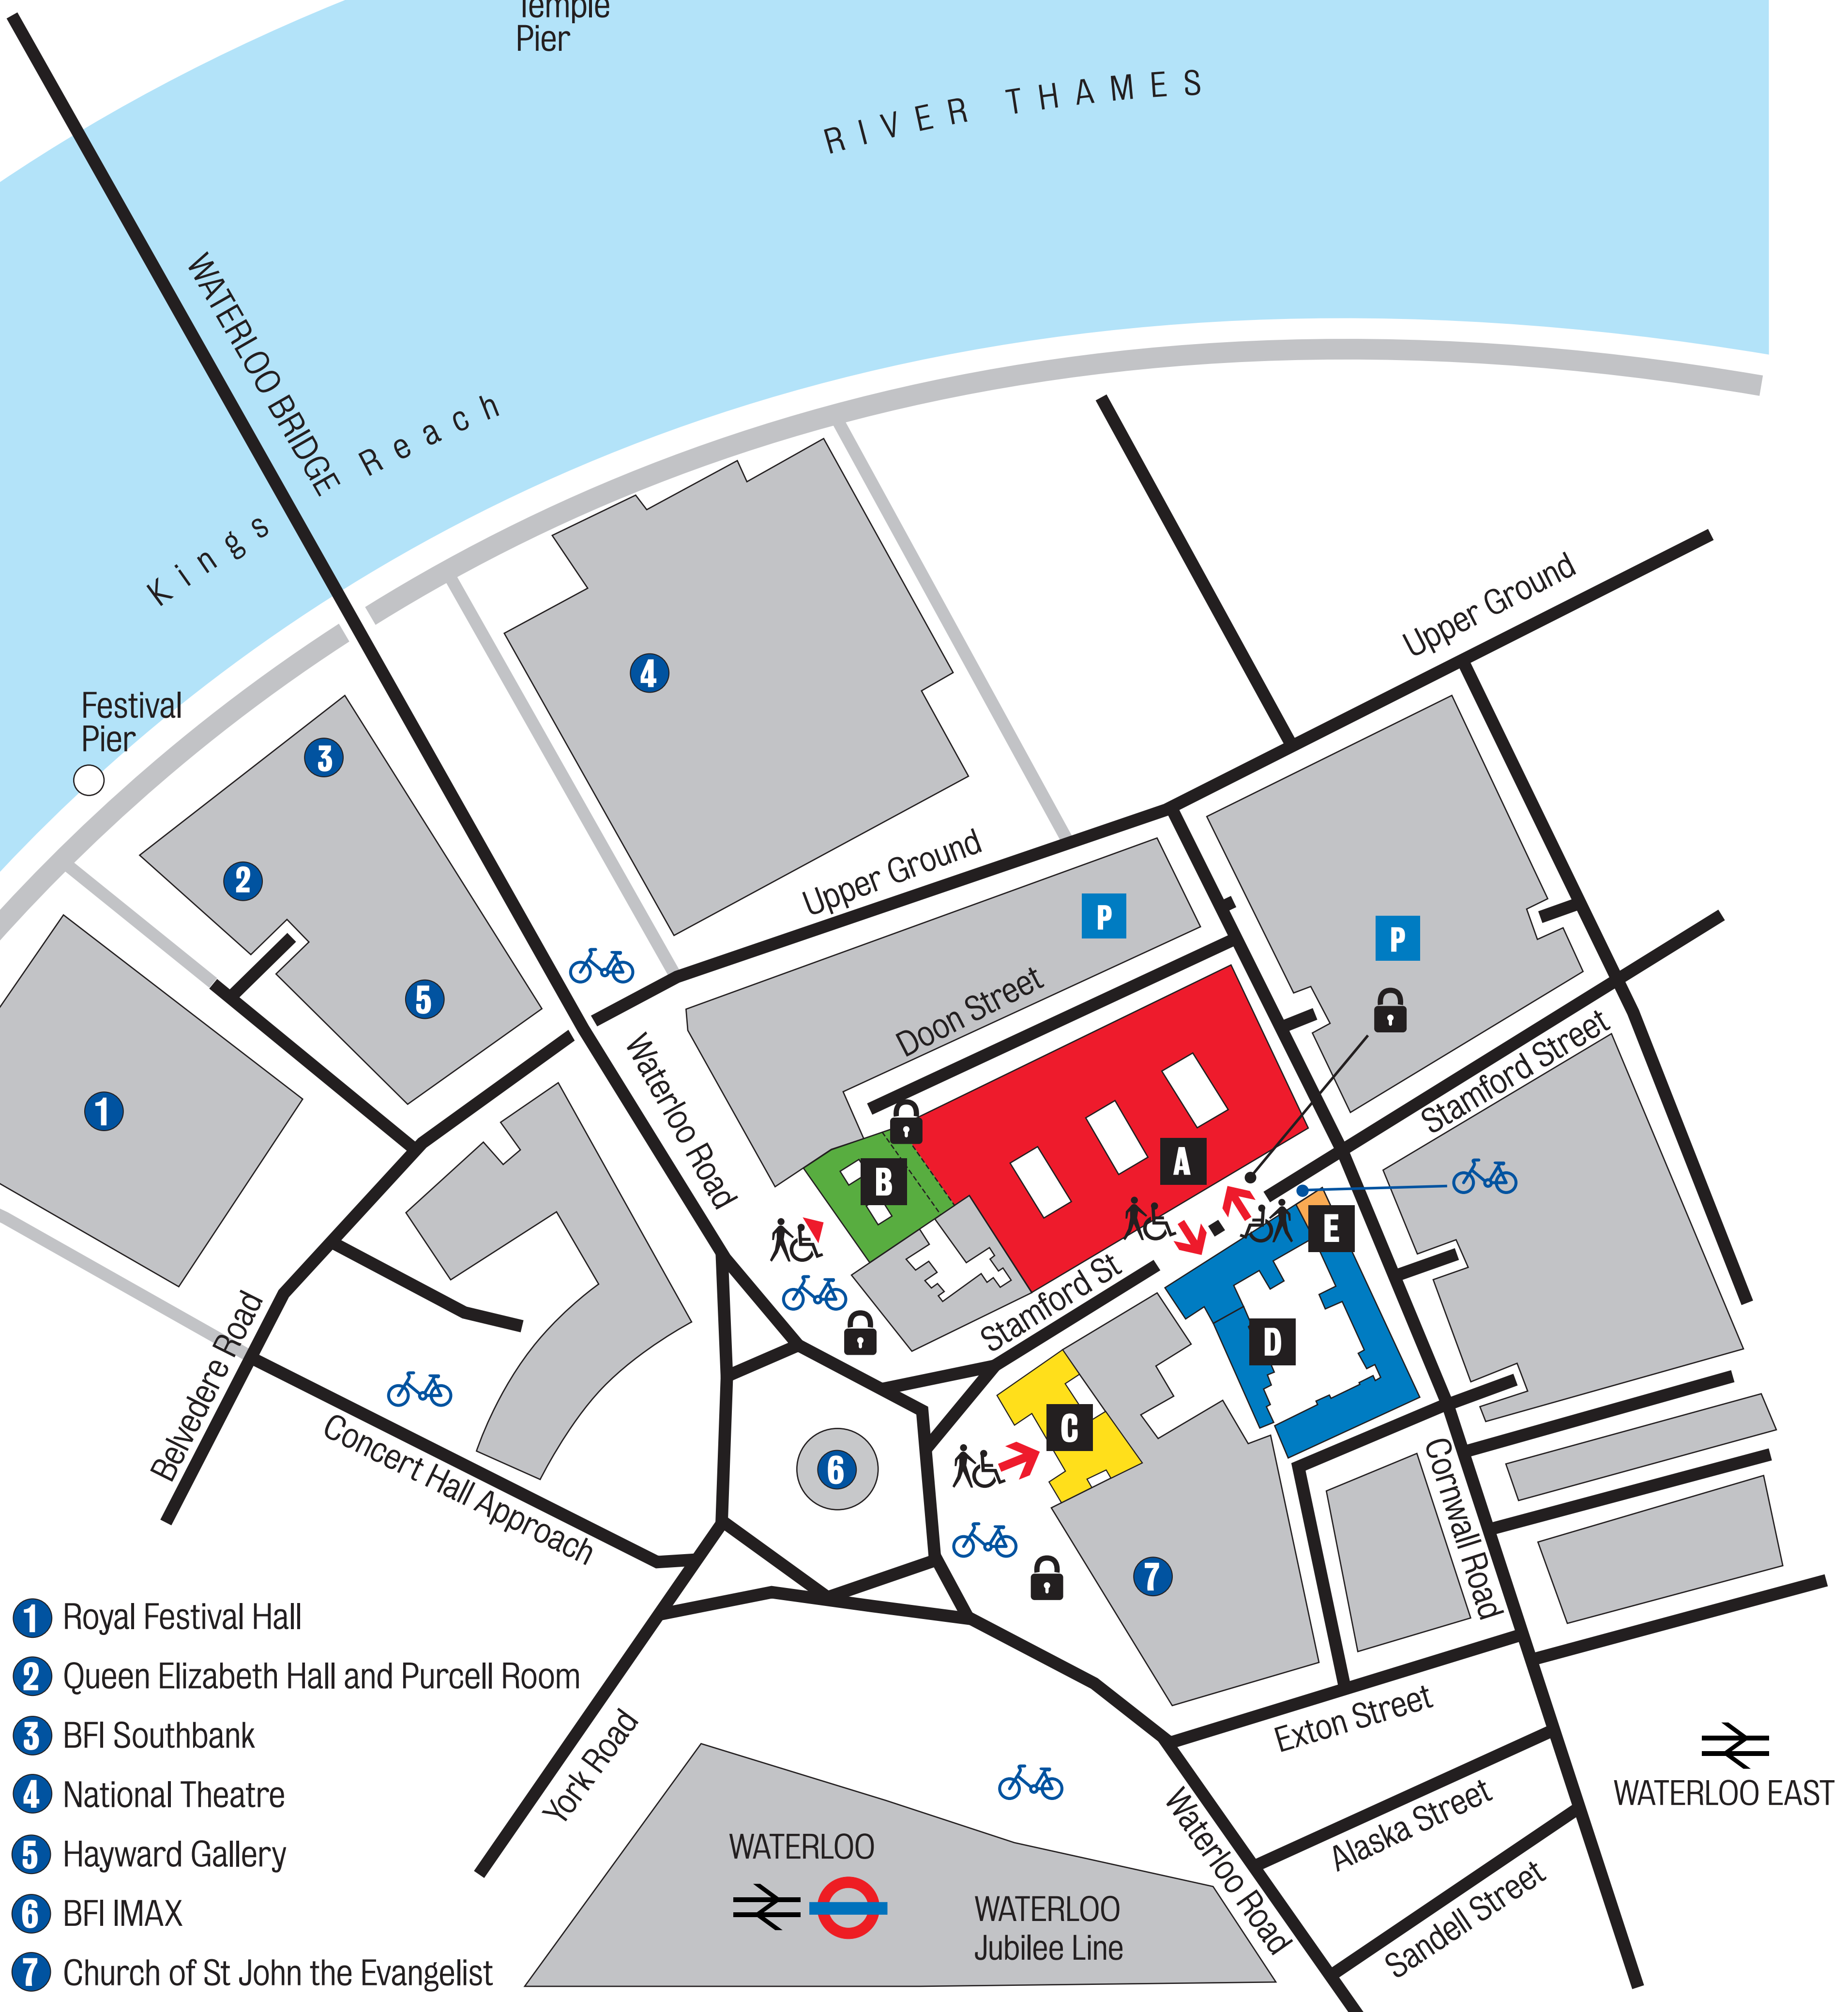 Temple
Pier
RIVER THAMES
WATERLOO BRIDGE
Kings Reach
Festival
Pier
3
4
2
5
1
Upper Ground
Upper Ground
P
P
Doon Street
Waterloo Road
Stamford Street
A
B
E
D
C
Stamford St
Belvedere Road
Concert Hall Approach
6
7
Cornwall Road
1 Royal Festival Hall
2 Queen Elizabeth Hall and Purcell Room
3 BFI Southbank
4 National Theatre
5 Hayward Gallery
6 BFI IMAX
7 Church of St John the Evangelist
York Road
Exton Street
WATERLOO EAST
Alaska Street
Waterloo Road
Sandell Street
WATERLOO
WATERLOO
Jubilee Line